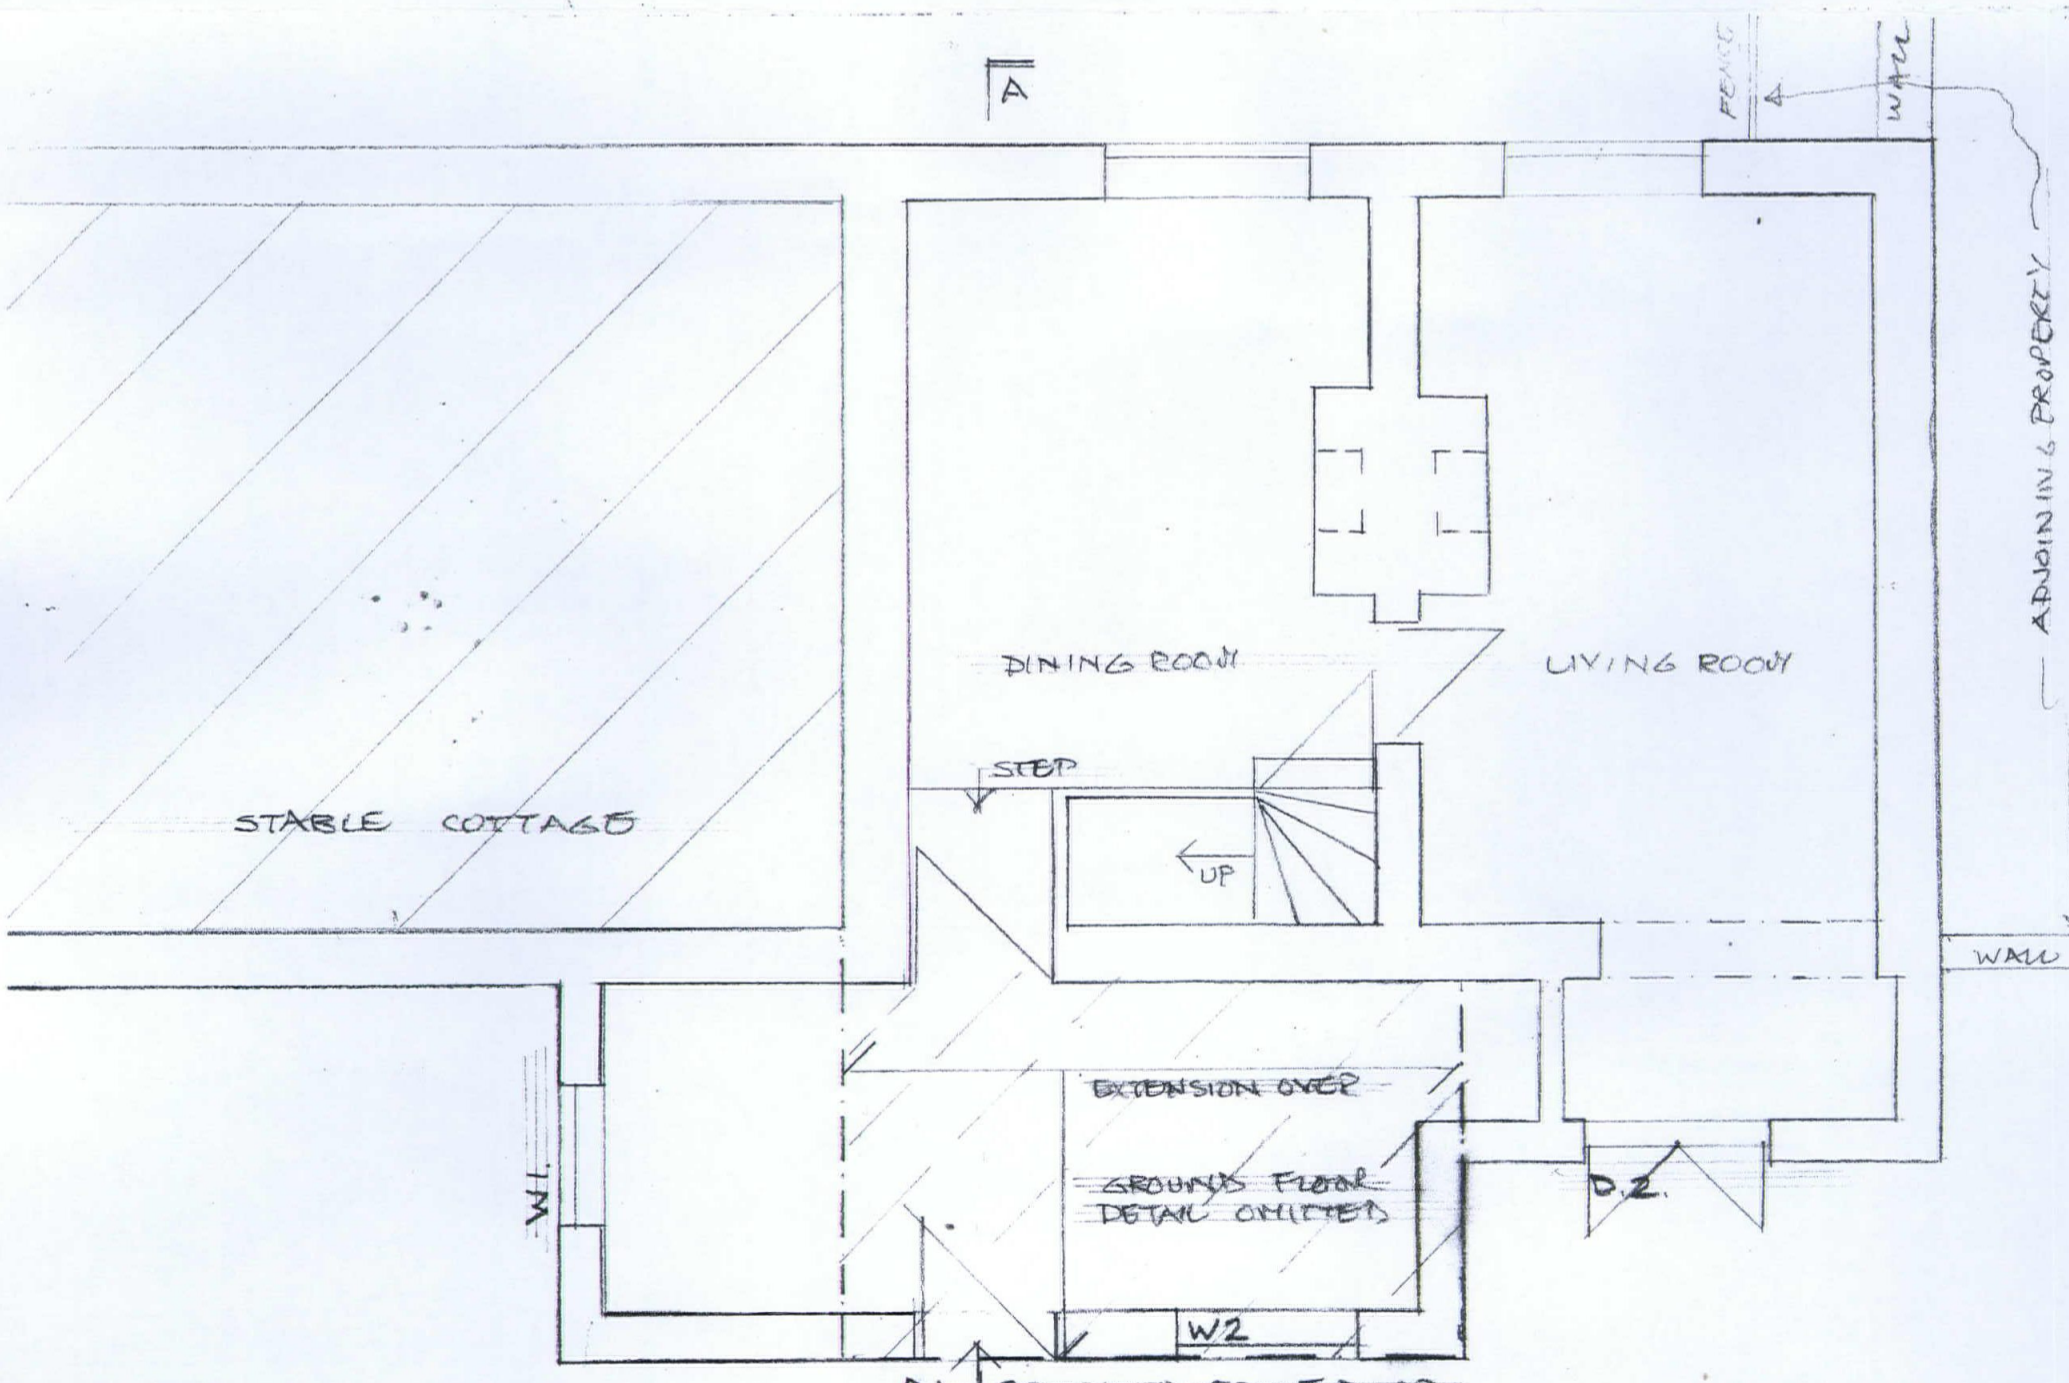 A
FENCE
WALL
ADJOINING PROPERTY
DINING ROOM
LIVING ROOM
STEP
STABLE COTTAGE
UP
WALL
EXTENSION OVER
GROUND FLOOR
DETAIL OMITTED
W1.
D.2.
W2